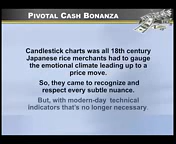 PIVOTAL CASH BONANZA
Candlestick charts was all 18th century
Japanese rice merchants had to gauge
the emotional climate leading up to a
price move.
So, they came to recognize and
respect every subtle nuance.
But, with modern-day technical
indicators that's no longer necessary.